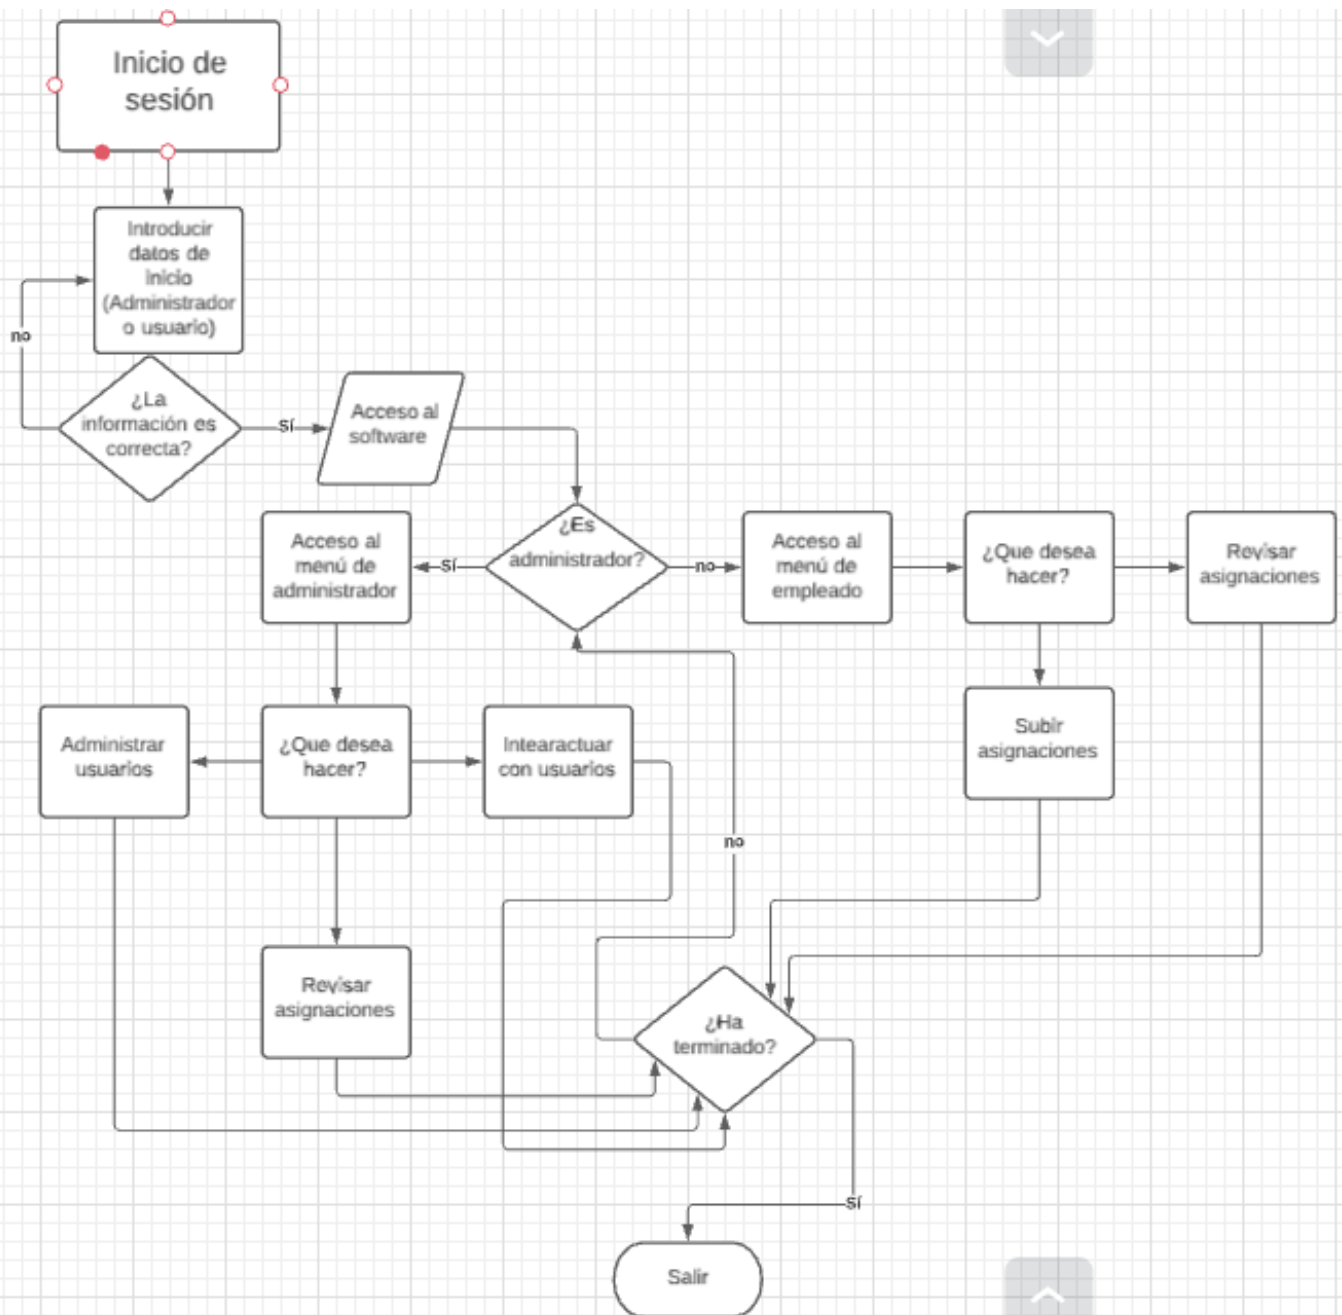 Inicio de
sesión
Introducir
datos de
Inicio
(Administrador
o usuario)
no
¿La
información es
correcta?
Sí
Acceso al
software
¿Es
administrador?
Sí
no
Acceso al
menú de
administrador
Acceso al
menú de
empleado
¿Que desea
hacer?
Revisar
asignaciones
Subir
asignaciones
Administrar
usuarios
¿Que desea
hacer?
Intearactuar
con usuarios
no
Revisar
asignaciones
¿Ha
terminado?
Sí
Salir